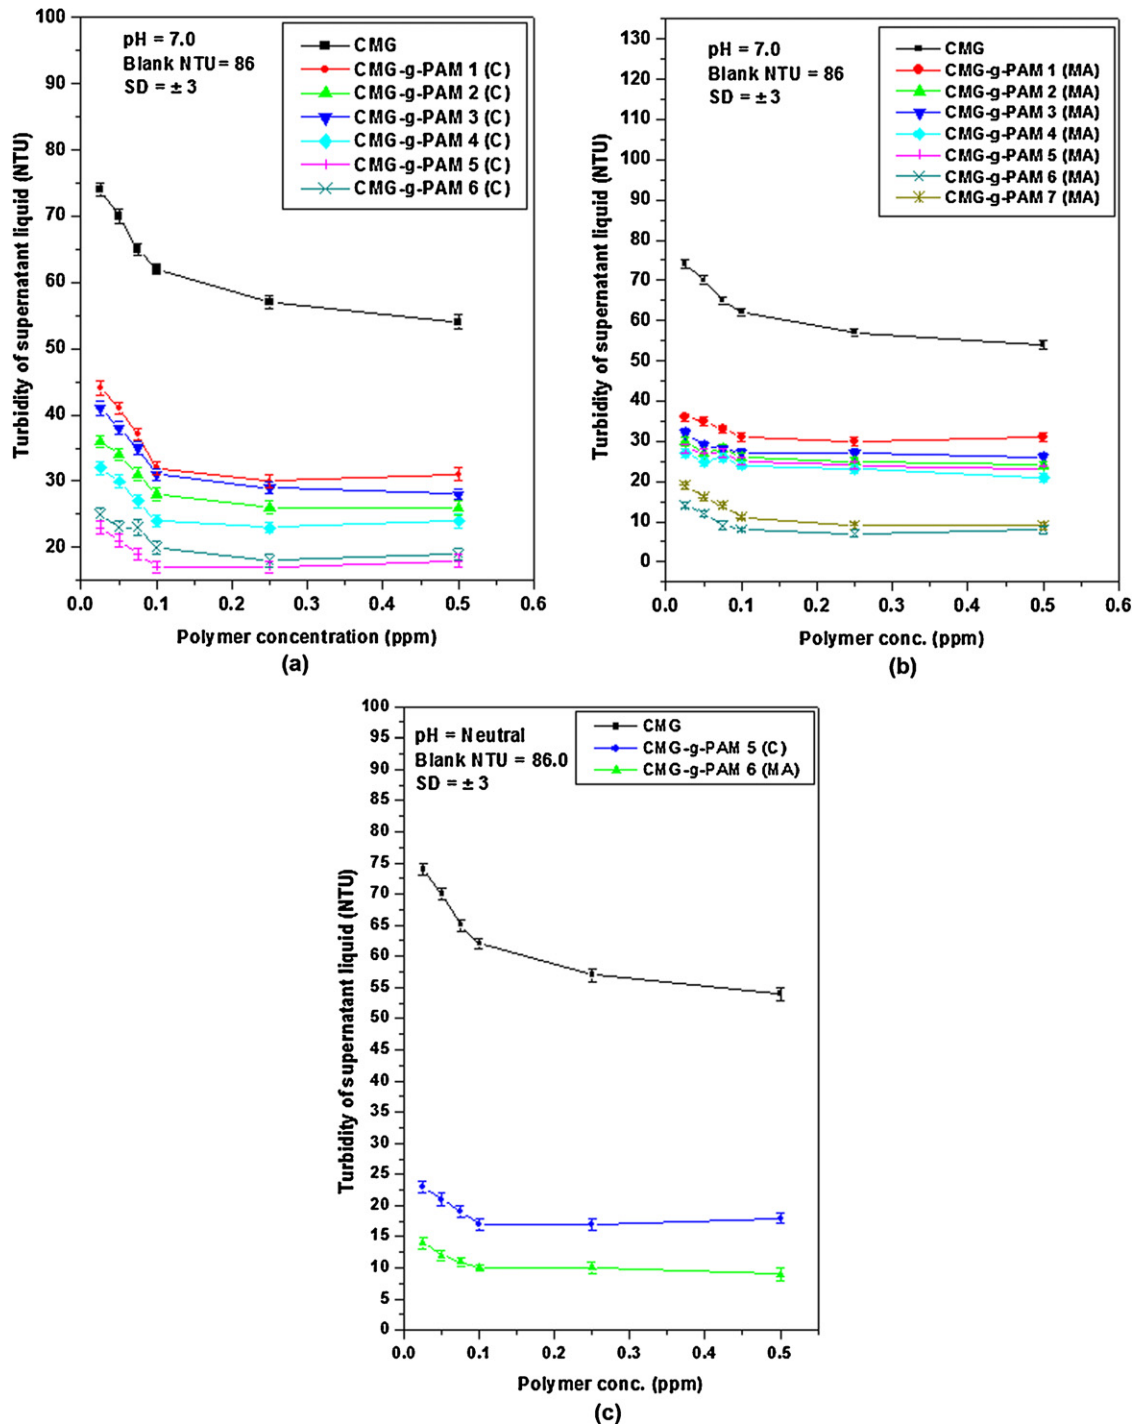 pH = 7.0
Blank NTU = 86
SD = ± 3
CMG
CMG-g-PAM 1 (C)
CMG-g-PAM 2 (C)
CMG-g-PAM 3 (C)
CMG-g-PAM 4 (C)
CMG-g-PAM 5 (C)
CMG-g-PAM 6 (C)
Turbidity of supernatant liquid (NTU)
100
90
80
70
60
50
40
30
20
0.0 0.1 0.2 0.3 0.4 0.5 0.6
Polymer concentration (ppm)
(a)
pH = 7.0
Blank NTU = 86
SD = ± 3
CMG
CMG-g-PAM 1 (MA)
CMG-g-PAM 2 (MA)
CMG-g-PAM 3 (MA)
CMG-g-PAM 4 (MA)
CMG-g-PAM 5 (MA)
CMG-g-PAM 6 (MA)
CMG-g-PAM 7 (MA)
Turbidity of supernatant liquid (NTU)
130
120
110
100
90
80
70
60
50
40
30
20
10
0
0.0 0.1 0.2 0.3 0.4 0.5 0.6
Polymer conc. (ppm)
(b)
pH = Neutral
Blank NTU = 86.0
SD = ± 3
CMG
CMG-g-PAM 5 (C)
CMG-g-PAM 6 (MA)
Turbidity of supernatant liquid (NTU)
100
95
90
85
80
75
70
65
60
55
50
45
40
35
30
25
20
15
10
5
0
0.0 0.1 0.2 0.3 0.4 0.5
Polymer conc. (ppm)
(c)